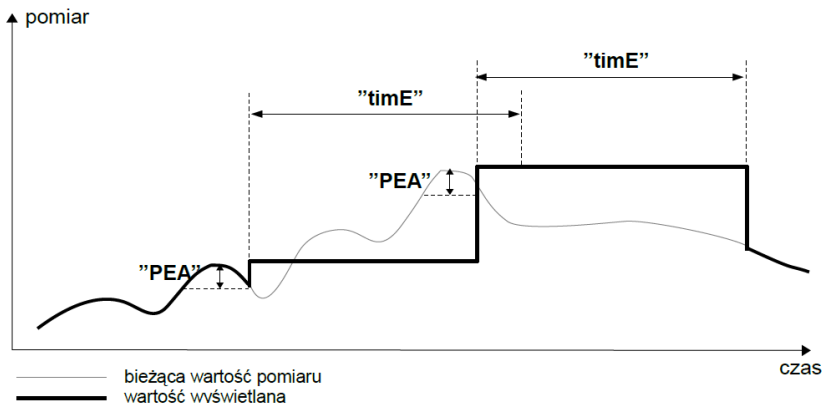 pomiar
"timE"
"timE"
"PEA"
"PEA"
czas
bieżąca wartość pomiaru
wartość wyświetlana